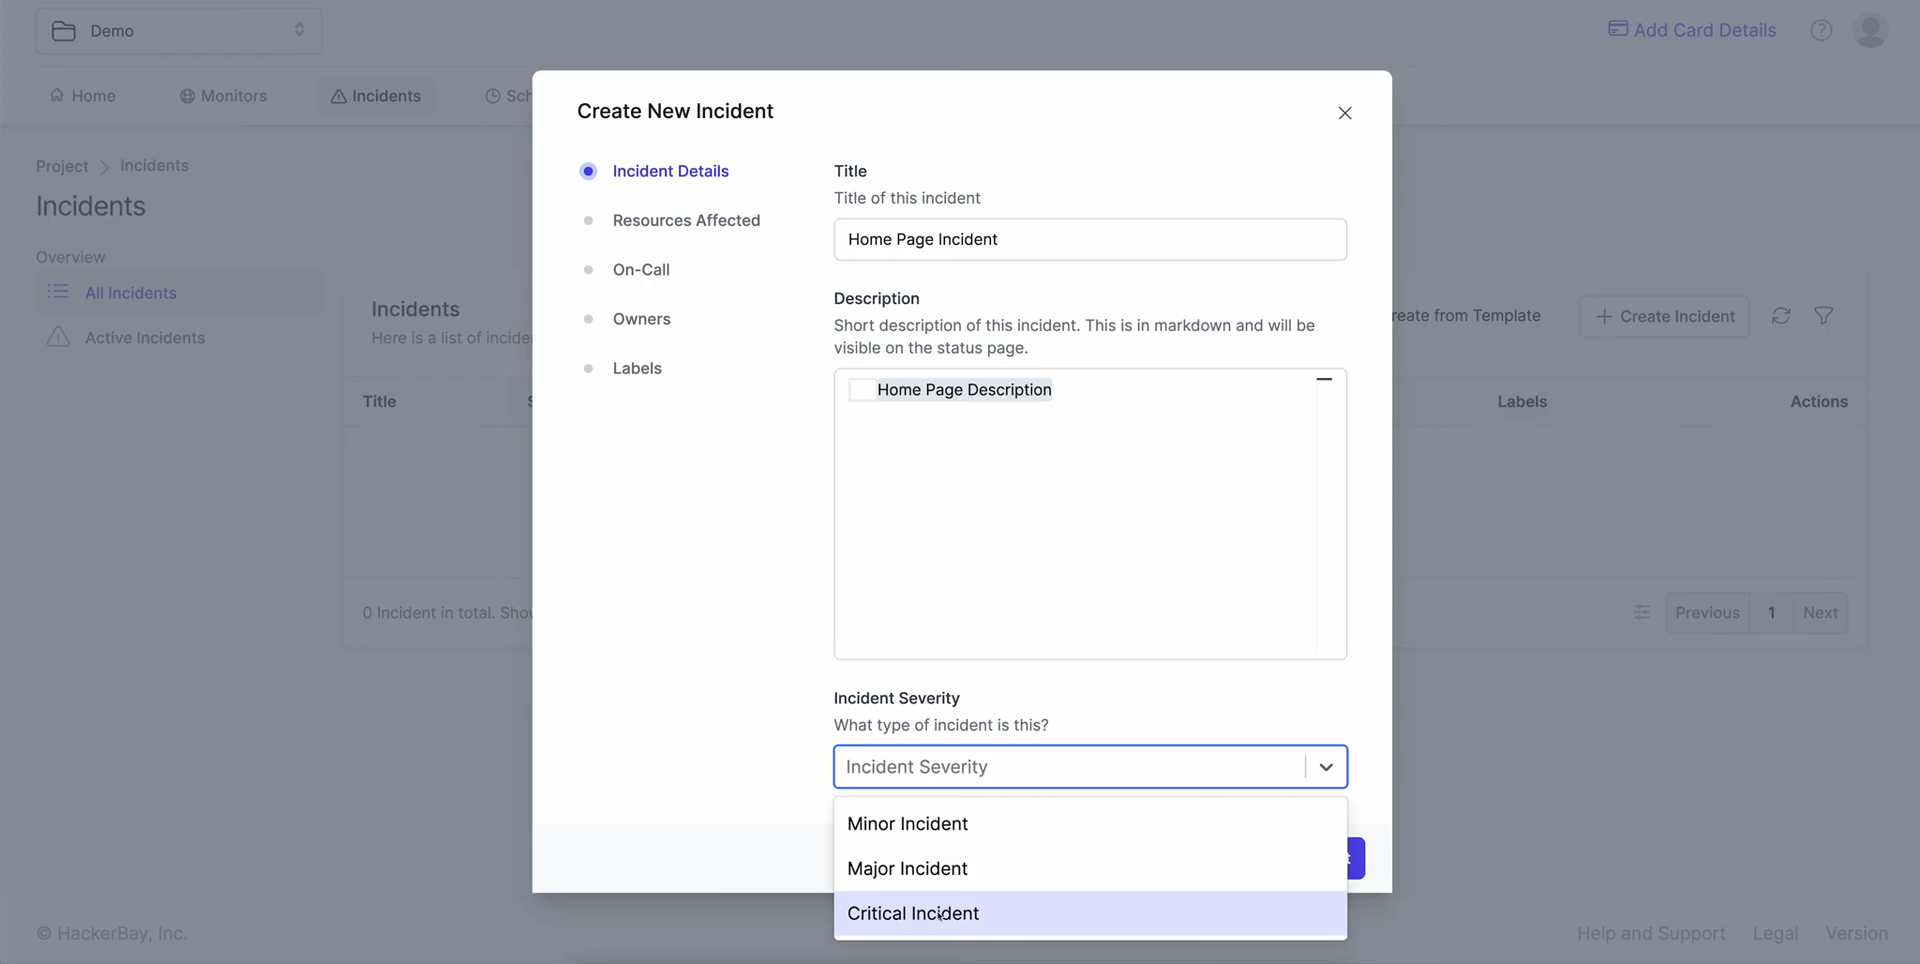 Demo
Add Card Details
Home
Monitors
Incidents
Sch
Project
Incidents
Incidents
Overview
All Incidents
Active Incidents
Incidents
Here is a list of incide
reate from Template
Create Incident
Title
S
Labels
Actions
0 Incident in total. Show
Previous
1
Next
Create New Incident
Incident Details
Resources Affected
On-Call
Owners
Labels
Title
Title of this incident
Home Page Incident
Description
Short description of this incident. This is in markdown and will be
visible on the status page.
Home Page Description
Incident Severity
What type of incident is this?
Incident Severity
Minor Incident
Major Incident
Critical Incident
t
© HackerBay, Inc.
Help and Support
Legal
Version